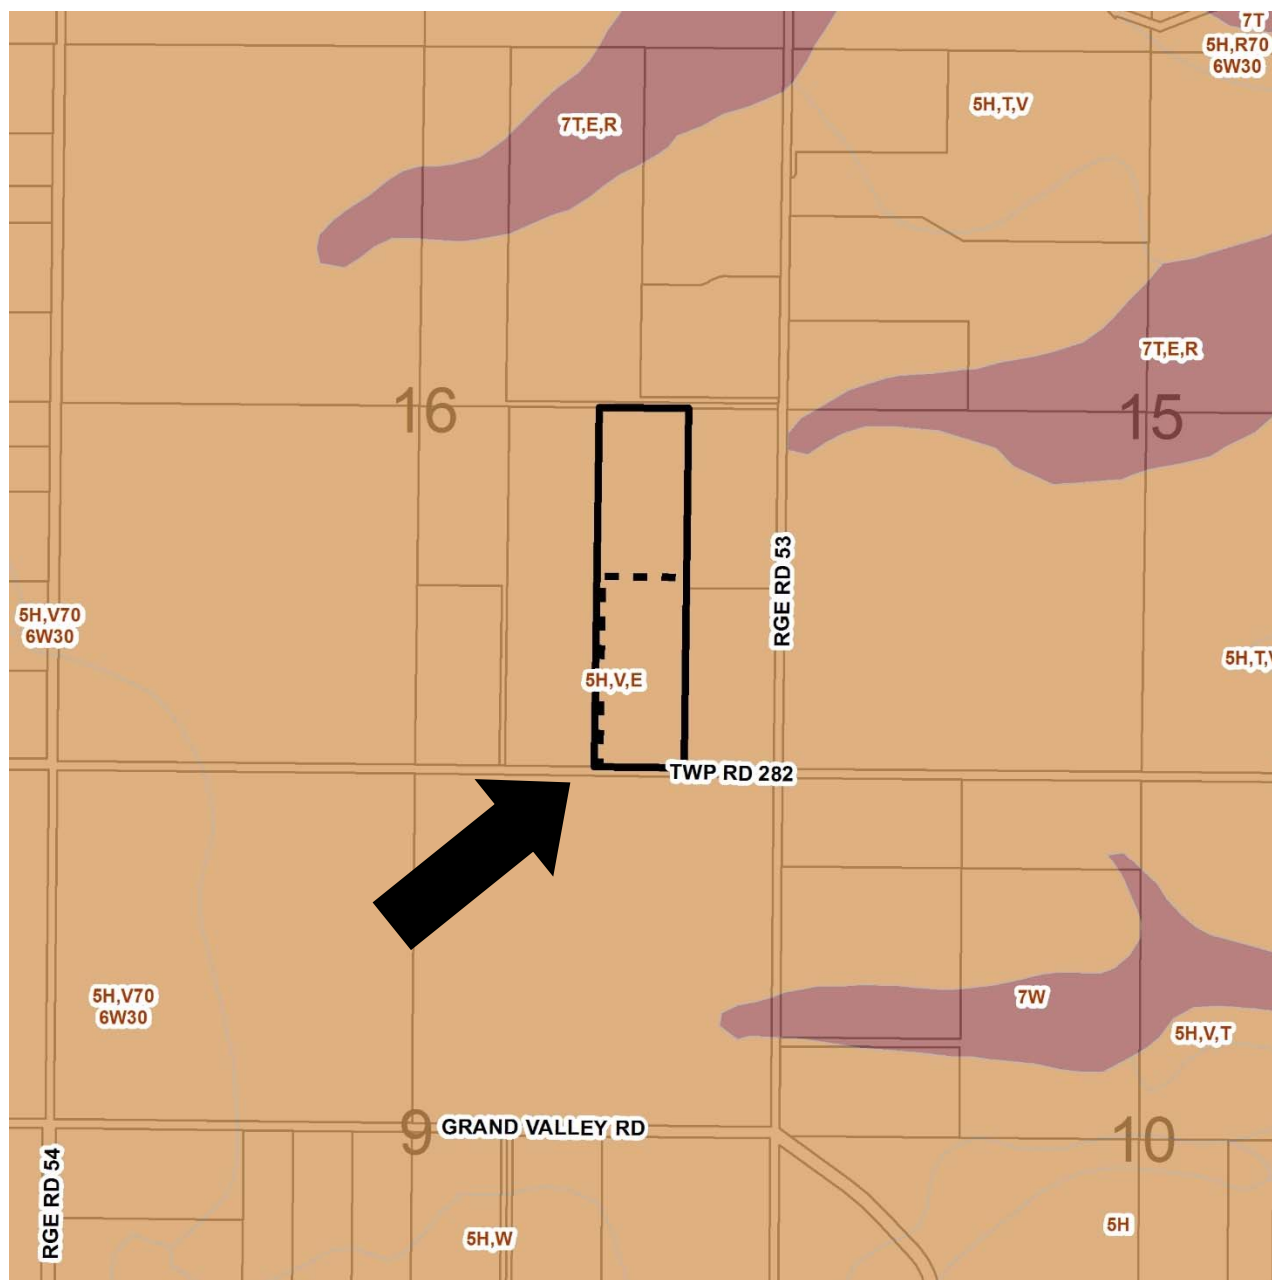 7T
5H,R70
6W30
5H,T,V
7T,E,R
7T,E,R
16
15
RGE RD 53
5H,V70
6W30
5H,T,V
5H,V,E
TWP RD 282
5H,V70
6W30
7W
5H,V,T
9
GRAND VALLEY RD
10
RGE RD 54
5H,W
5H